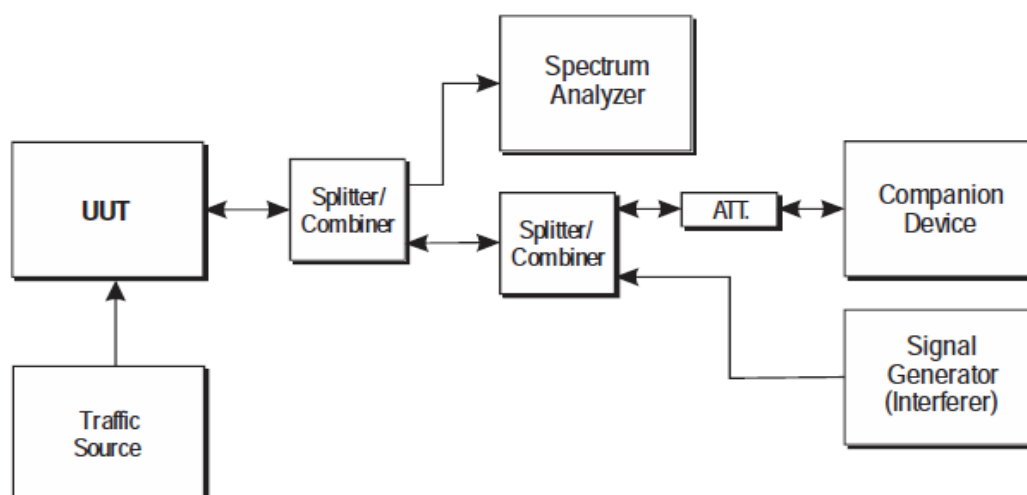 Spectrum
Analyzer
UUT
Splitter/
Combiner
Splitter/
Combiner
ATT.
Companion
Device
Traffic
Source
Signal
Generator
(Interferer)